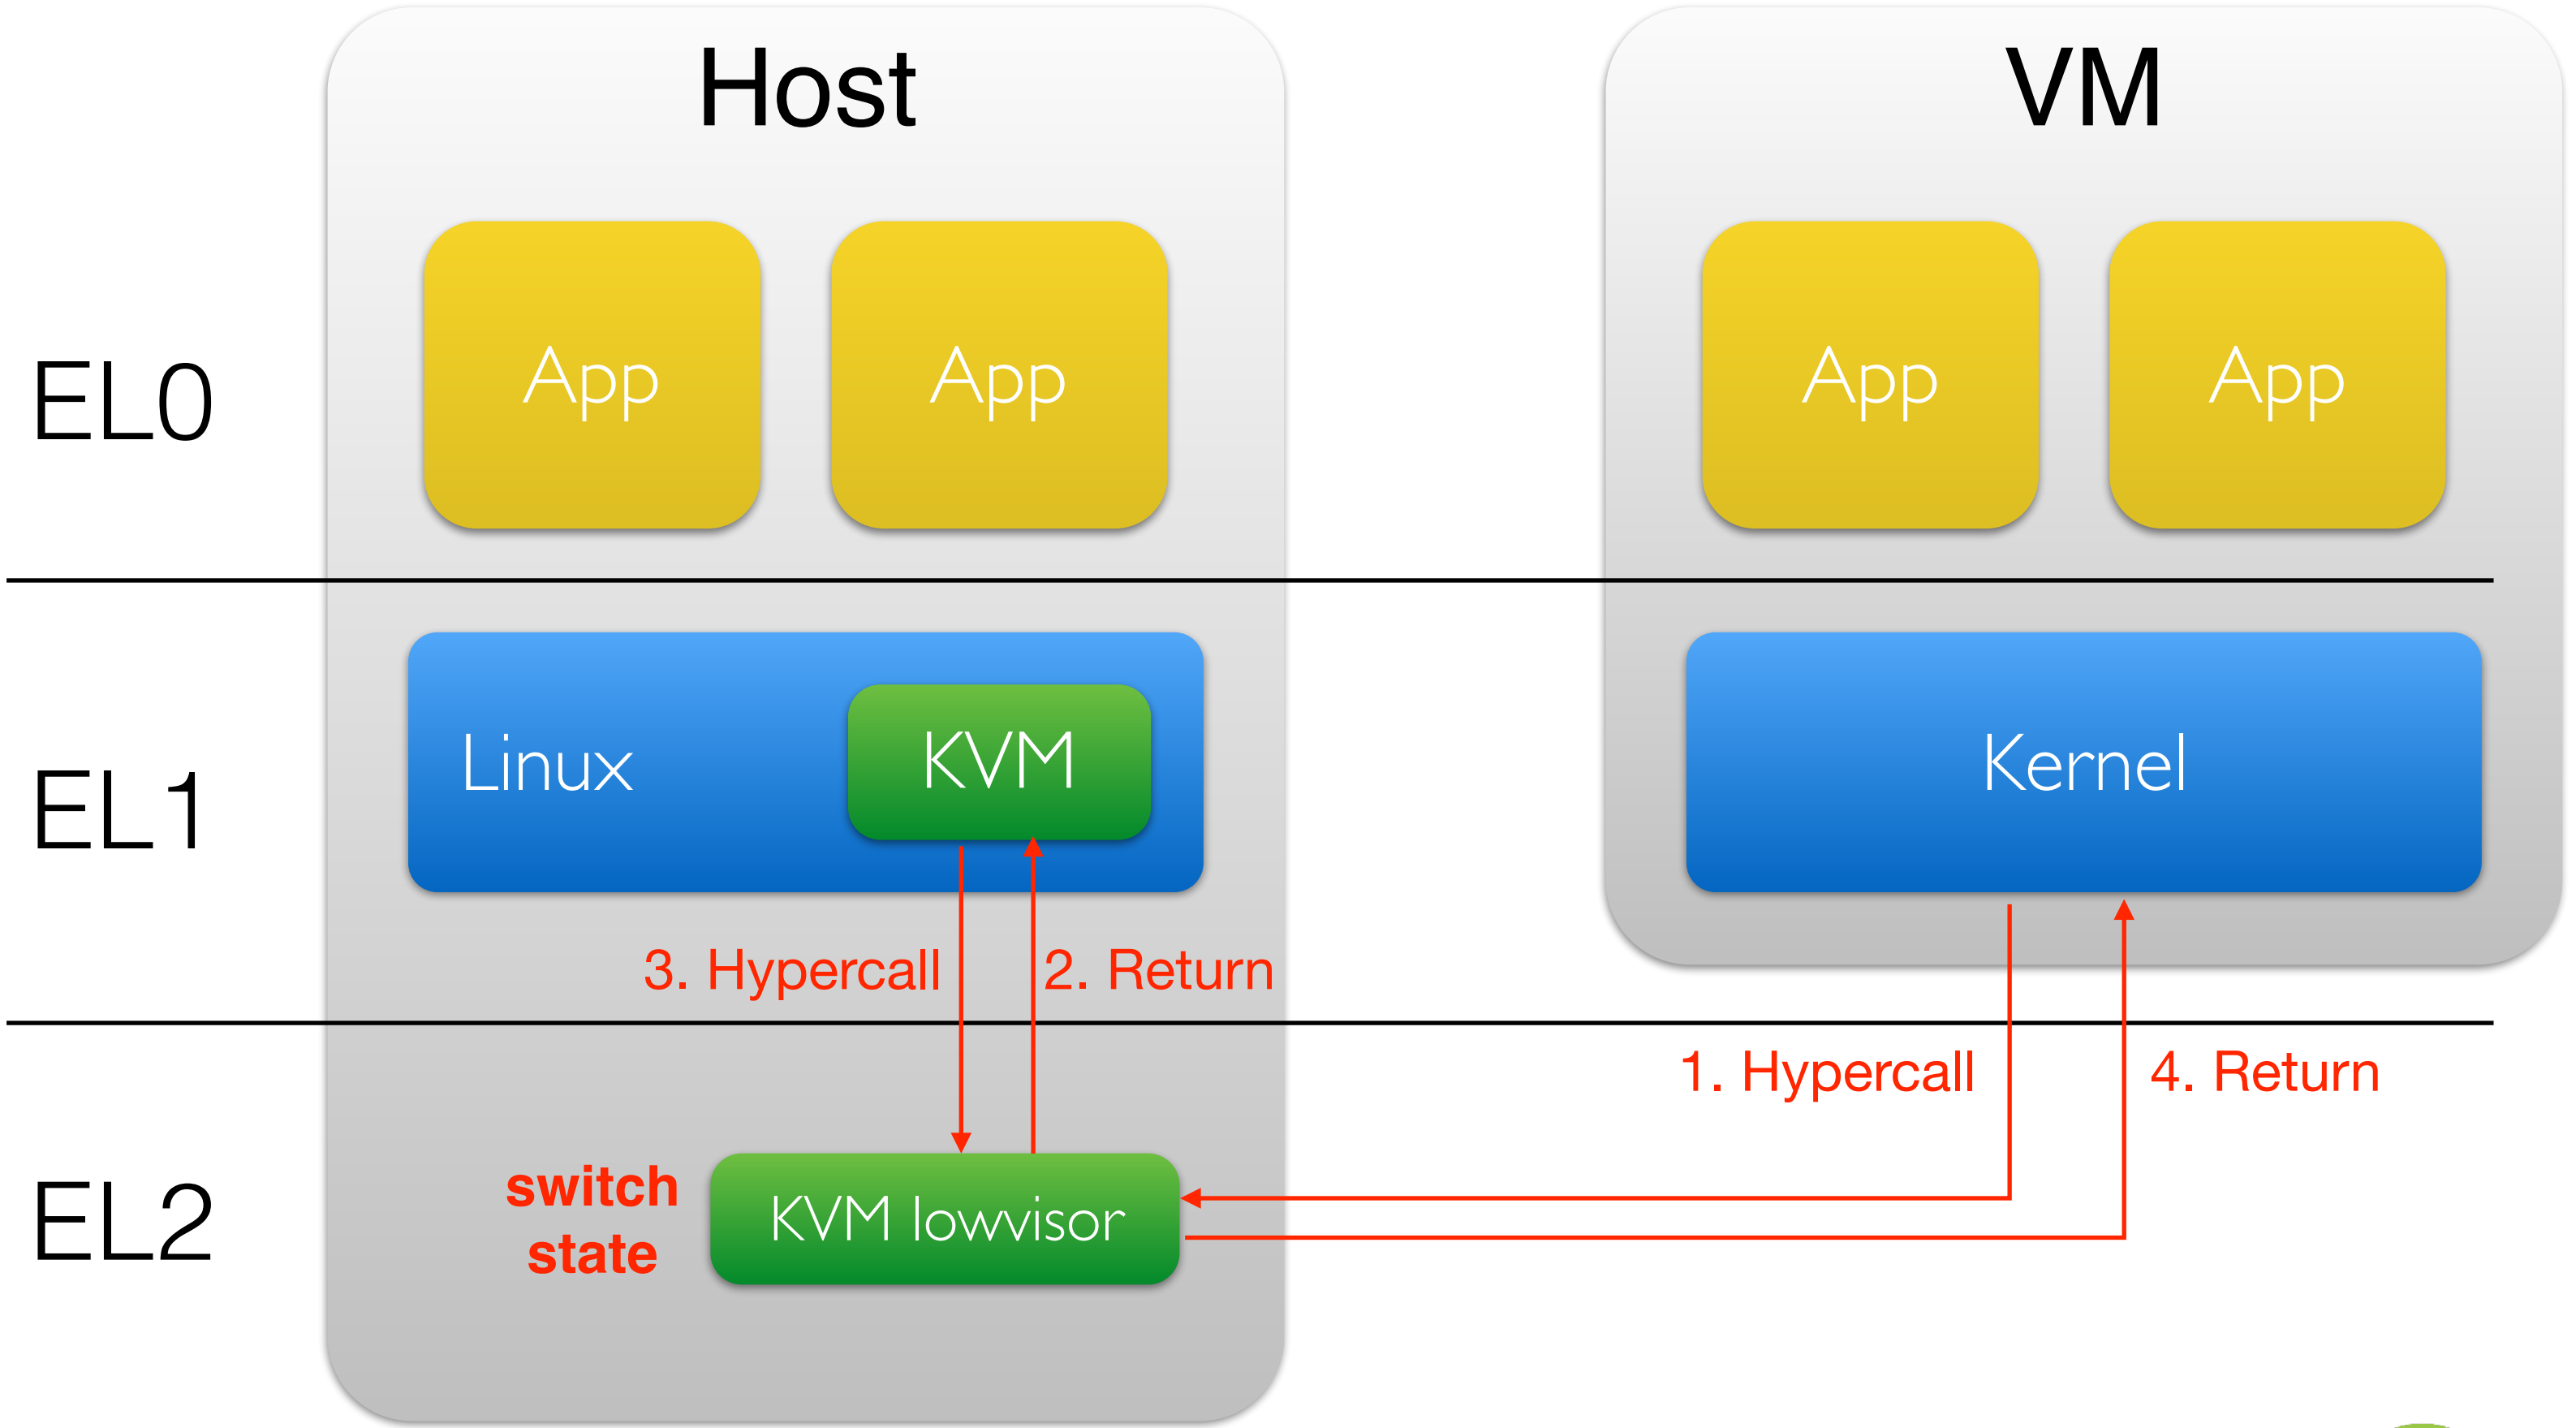 Host
VM
EL0
App
App
App
App
EL1
Linux
KVM
Kernel
3. Hypercall
2. Return
1. Hypercall
4. Return
EL2
switch
state
KVM lowvisor